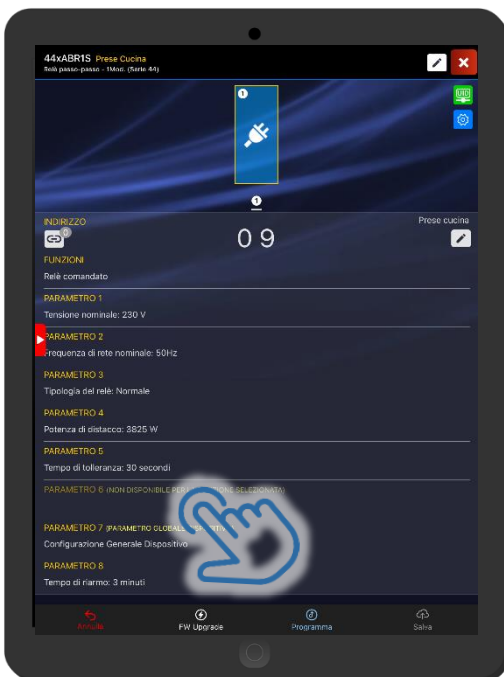 44xABR1S Prese Cucina
Relè passo-passo - 1Mod. (Serie 44)
1
UID
1
INDIRIZZO
Prese cucina
0
0 9
FUNZIONI
Relè comandato
PARAMETRO 1
Tensione nominale: 230 V
PARAMETRO 2
Frequenza di rete nominale: 50Hz
PARAMETRO 3
Tipologia del relè: Normale
PARAMETRO 4
Potenza di distacco: 3825 W
PARAMETRO 5
Tempo di tolleranza: 30 secondi
PARAMETRO 6 (NON DISPONIBILE PER SELEZIONATA)
PARAMETRO 7 (PARAMETRO GLOBALE
Configurazione Generale Dispositivo
PARAMETRO 8
Tempo di riarmo: 3 minuti
Annulla
FW Upgrade
Programma
Salva